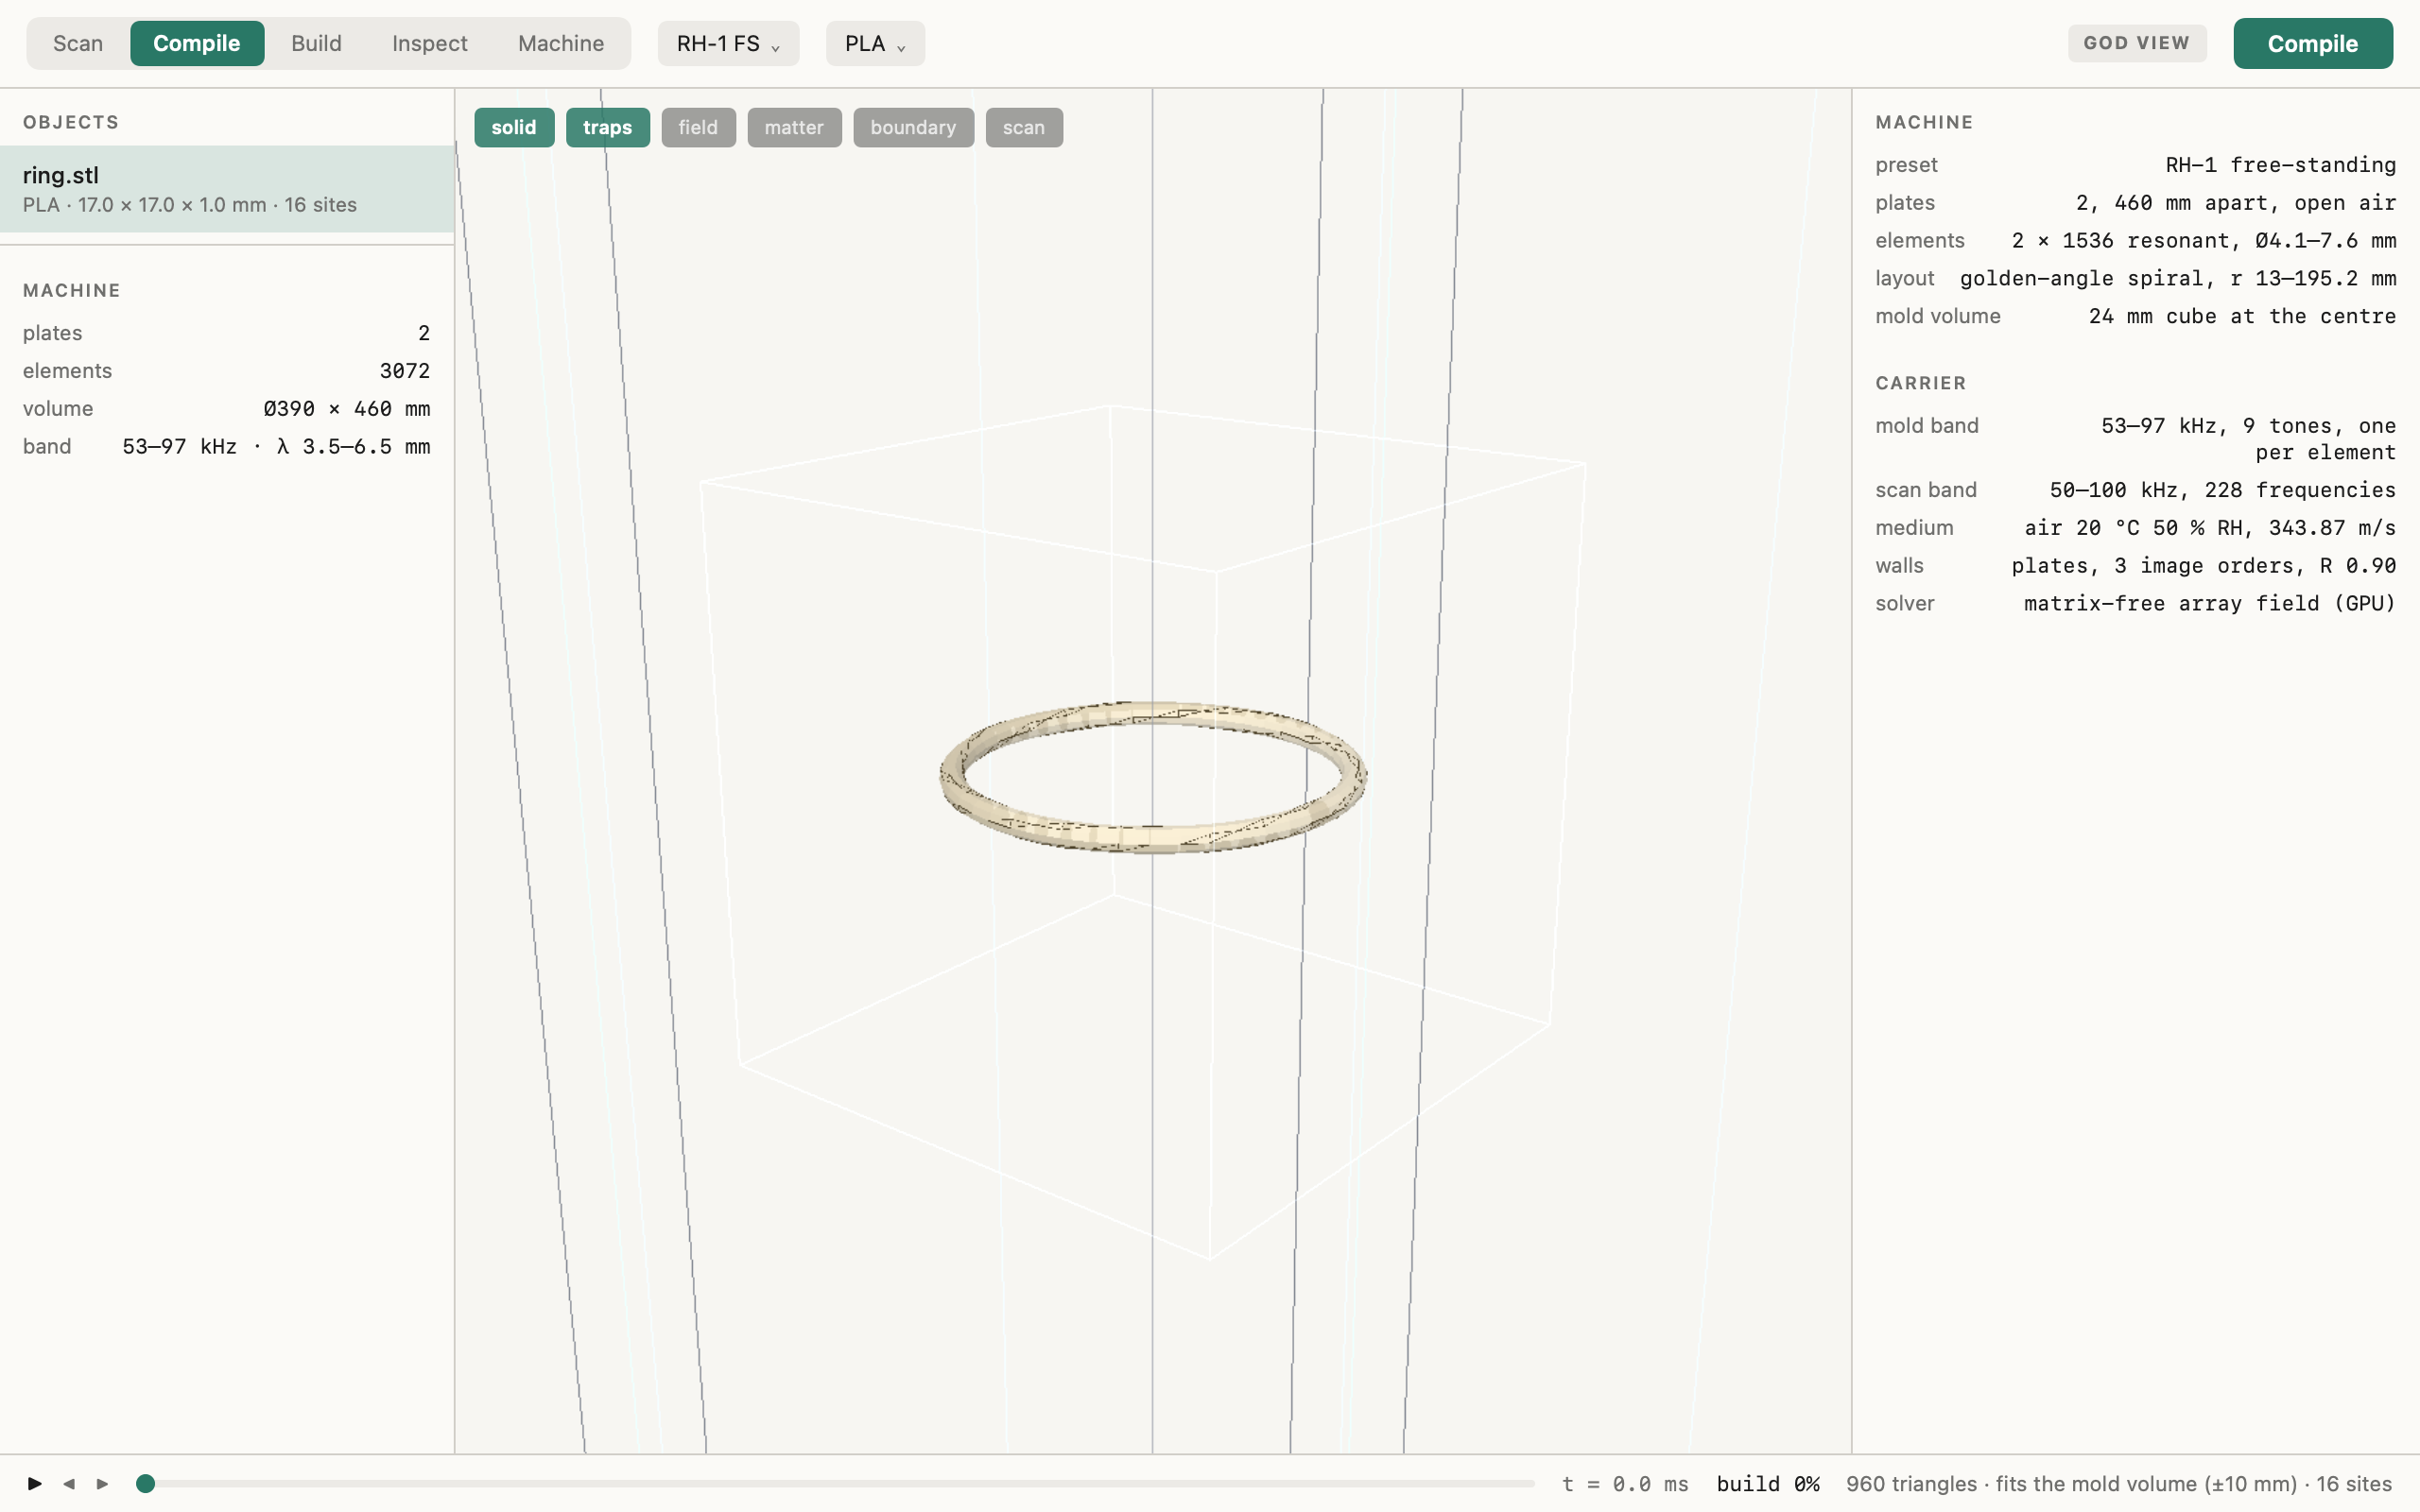 Scan Compile Build Inspect Machine RH-1 FS PLA GOD VIEW Compile
OBJECTS
ring.stl
PLA · 17.0 × 17.0 × 1.0 mm · 16 sites
MACHINE
plates 2
elements 3072
volume Ø390 × 460 mm
band 53–97 kHz · λ 3.5–6.5 mm
solid traps field matter boundary scan
MACHINE
preset RH-1 free-standing
plates 2, 460 mm apart, open air
elements 2 × 1536 resonant, Ø4.1–7.6 mm
layout golden-angle spiral, r 13–195.2 mm
mold volume 24 mm cube at the centre
CARRIER
mold band 53–97 kHz, 9 tones, one
per element
scan band 50–100 kHz, 228 frequencies
medium air 20 °C 50 % RH, 343.87 m/s
walls plates, 3 image orders, R 0.90
solver matrix-free array field (GPU)
t = 0.0 ms build 0% 960 triangles · fits the mold volume (±10 mm) · 16 sites